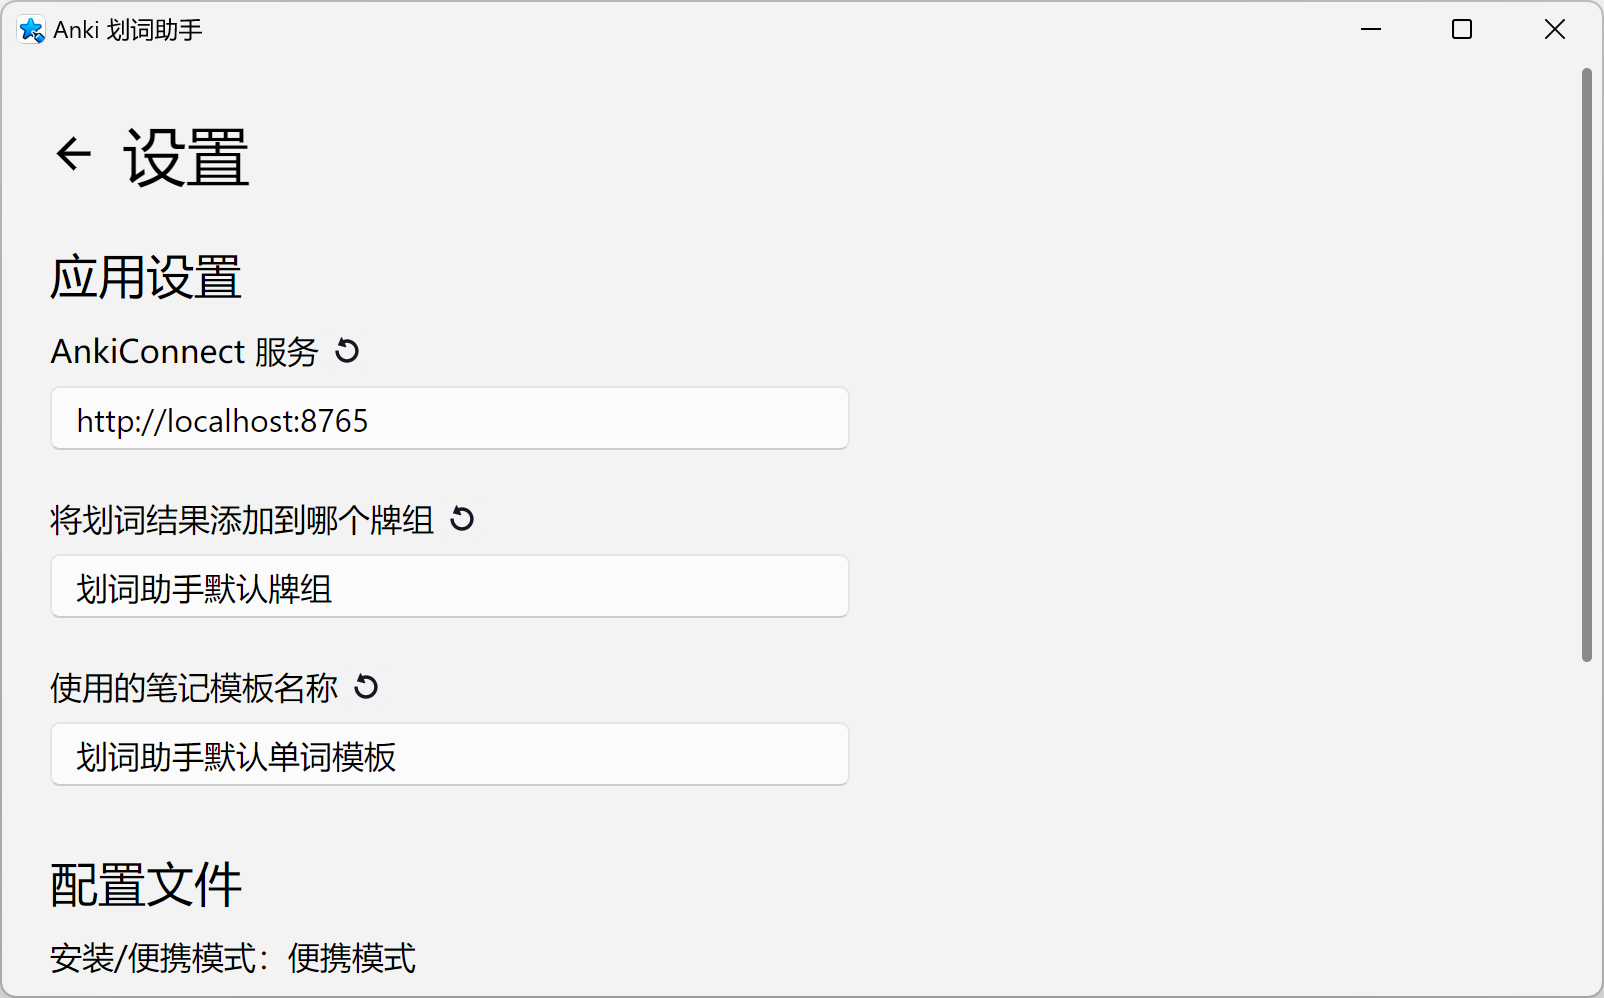 Anki 划词助手
设置
应用设置
AnkiConnect 服务
http://localhost:8765
将划词结果添加到哪个牌组
划词助手默认牌组
使用的笔记模板名称
划词助手默认单词模板
配置文件
安装/便携模式：便携模式